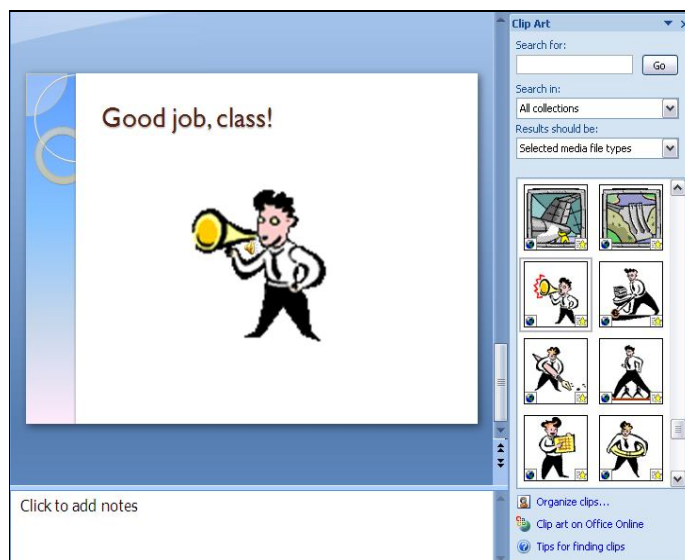 Good job, class!
Click to add notes
Clip Art
Search for:
Go
Search in:
All collections
Results should be:
Selected media file types
Organize clips...
Clip art on Office Online
Tips for finding clips